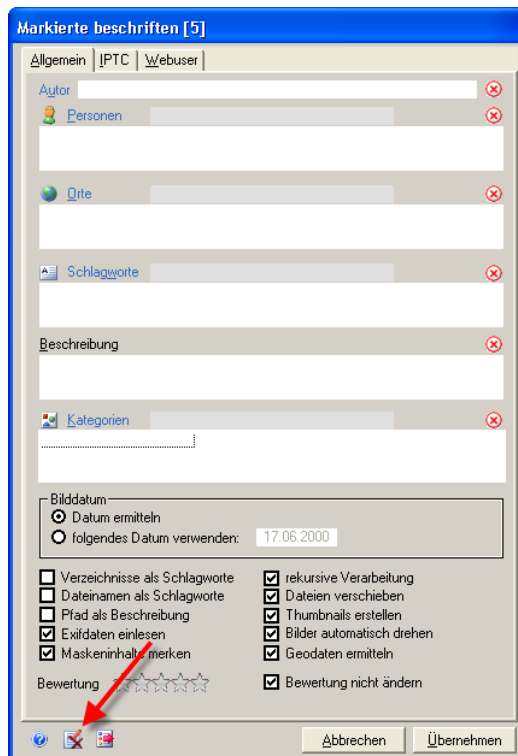 Markierte beschriften [5]
Allgemein IPTC Webuser
Autor
Personen
Orte
Schlagworte
Beschreibung
Kategorien
Bilddatum
Datum ermitteln
folgendes Datum verwenden: 17.06.2000
Verzeichnisse als Schlagworte rekursive Verarbeitung
Dateinamen als Schlagworte Dateien verschieben
Pfad als Beschreibung Thumbnails erstellen
Exifdaten einlesen Bilder automatisch drehen
Maskeninhalte merken Geodaten ermitteln
Bewertung Bewertung nicht ändern
Abbrechen Übernehmen